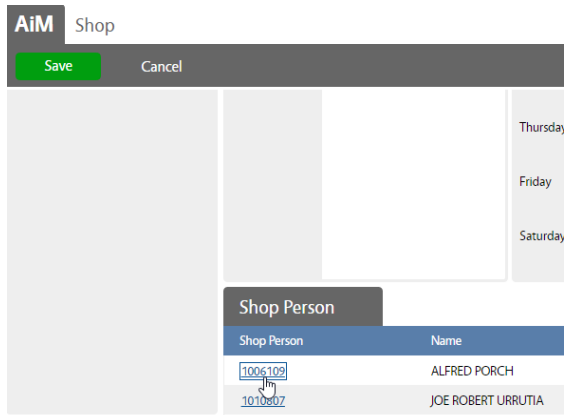 AiM Shop
Save Cancel
Thursday
Friday
Saturday
Shop Person
Shop Person Name
1006109 ALFRED PORCH
1010807 JOE ROBERT URRUTIA